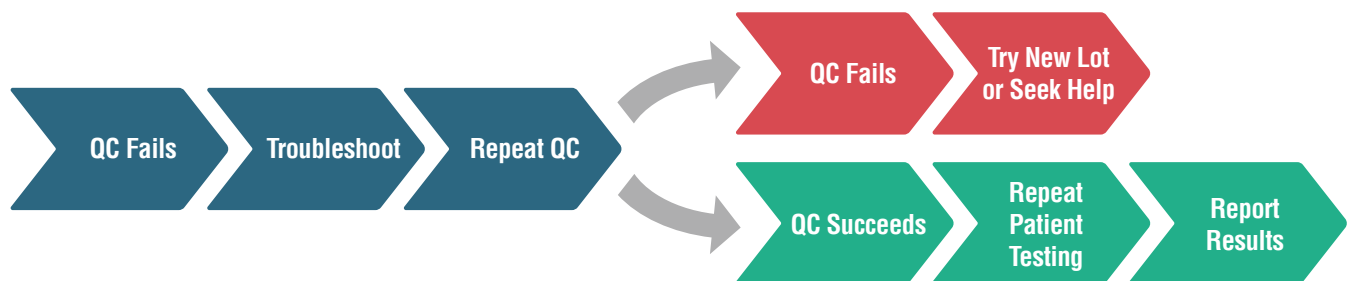 QC Fails
Troubleshoot
Repeat QC
QC Fails
Try New Lot
or Seek Help
QC Succeeds
Repeat
Patient
Testing
Report
Results